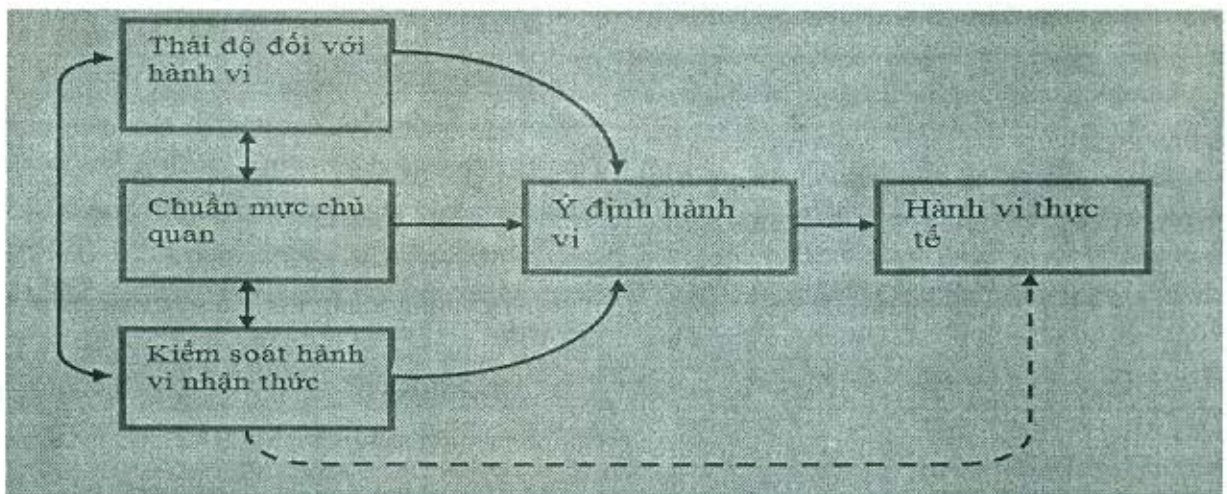 Thái độ đối với
hành vi
Chuẩn mực chủ
quan
Ý định hành
vi
Hành vi thực
tế
Kiểm soát hành
vi nhận thức